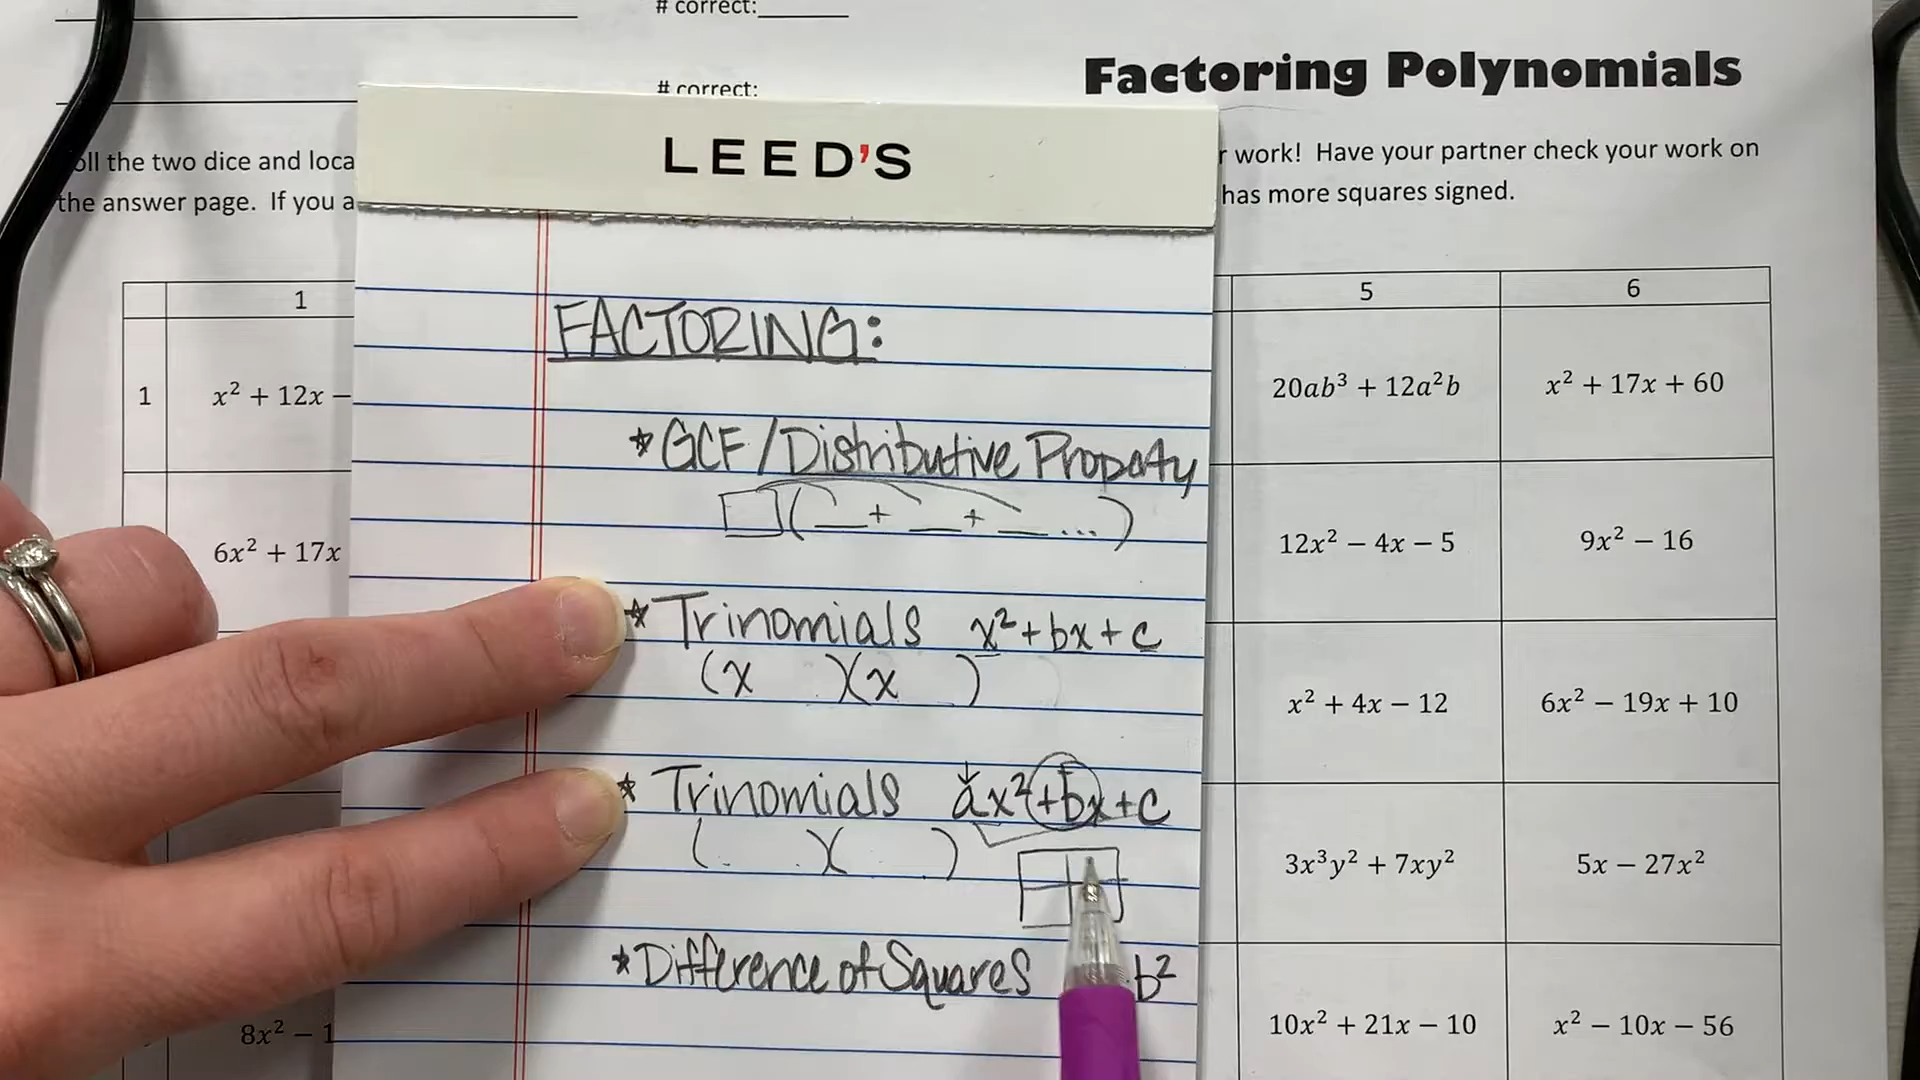 # correct:
# correct:
Factoring Polynomials
LEED'S
oll the two dice and loca
r work! Have your partner check your work on
the answer page. If you a
has more squares signed.
1
5
6
FACTORING:
1
x² + 12x −
20ab³ + 12a²b
x² + 17x + 60
* GCF / Distributive Property
□( __ + __ + __ ... )
6x² + 17x
12x² − 4x − 5
9x² − 16
* Trinomials x² + bx + c
(x )(x )
x² + 4x − 12
6x² − 19x + 10
* Trinomials ax² + bx + c
( )( )
3x³y² + 7xy²
5x − 27x²
* Difference of Squares b²
8x² − 1
10x² + 21x − 10
x² − 10x − 56